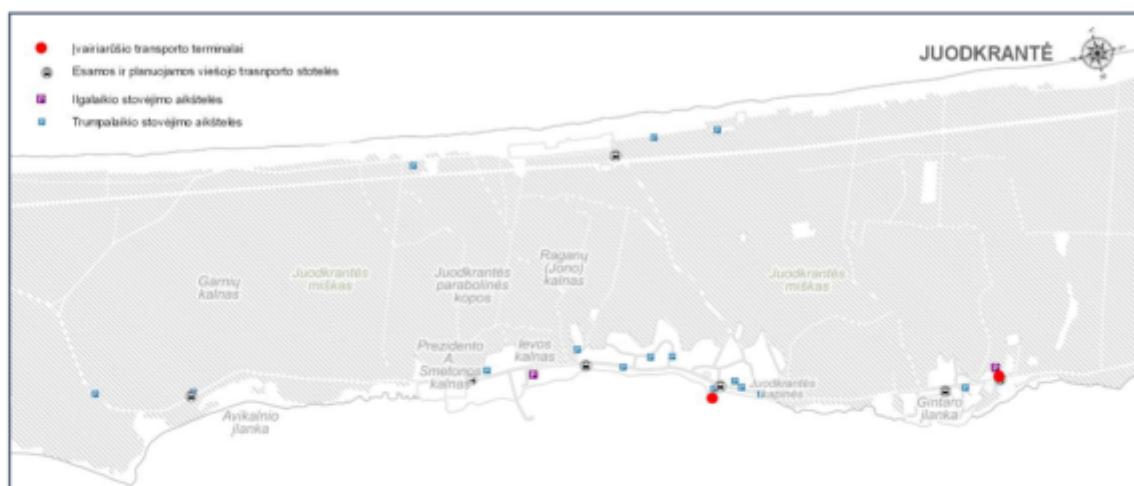 JUODKRANTĖ
Įvairiarūšio transporto terminalai
Esamos ir planuojamos viešojo trasnporto stotelės
Ilgalaikio stovėjimo aikštelės
Trumpalaikio stovėjimo aikštelės
Garnių
kalnas
Juodkrantės
miškas
Juodkrantės
parabolinės
kopos
Raganų
(Jono)
kalnas
Juodkrantės
miškas
Prezidento
A.
Smetonos
kalnas
Ievos
kalnas
Avikalnio
įlanka
Juodkrantės
kapinės
Gintaro
įlanka